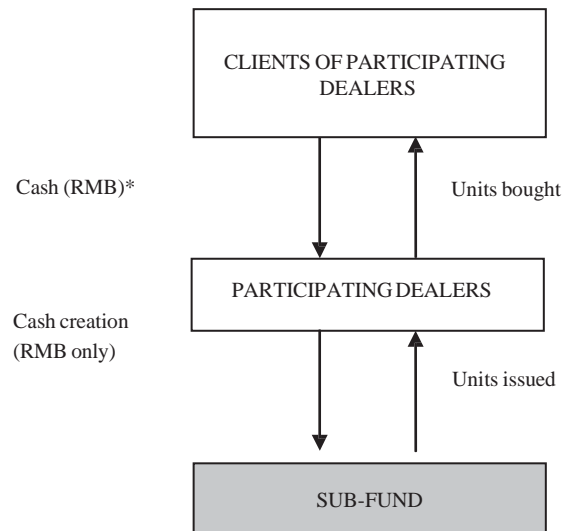 CLIENTS OF PARTICIPATING
DEALERS
Cash (RMB)*
Units bought
PARTICIPATING DEALERS
Cash creation
(RMB only)
Units issued
SUB-FUND